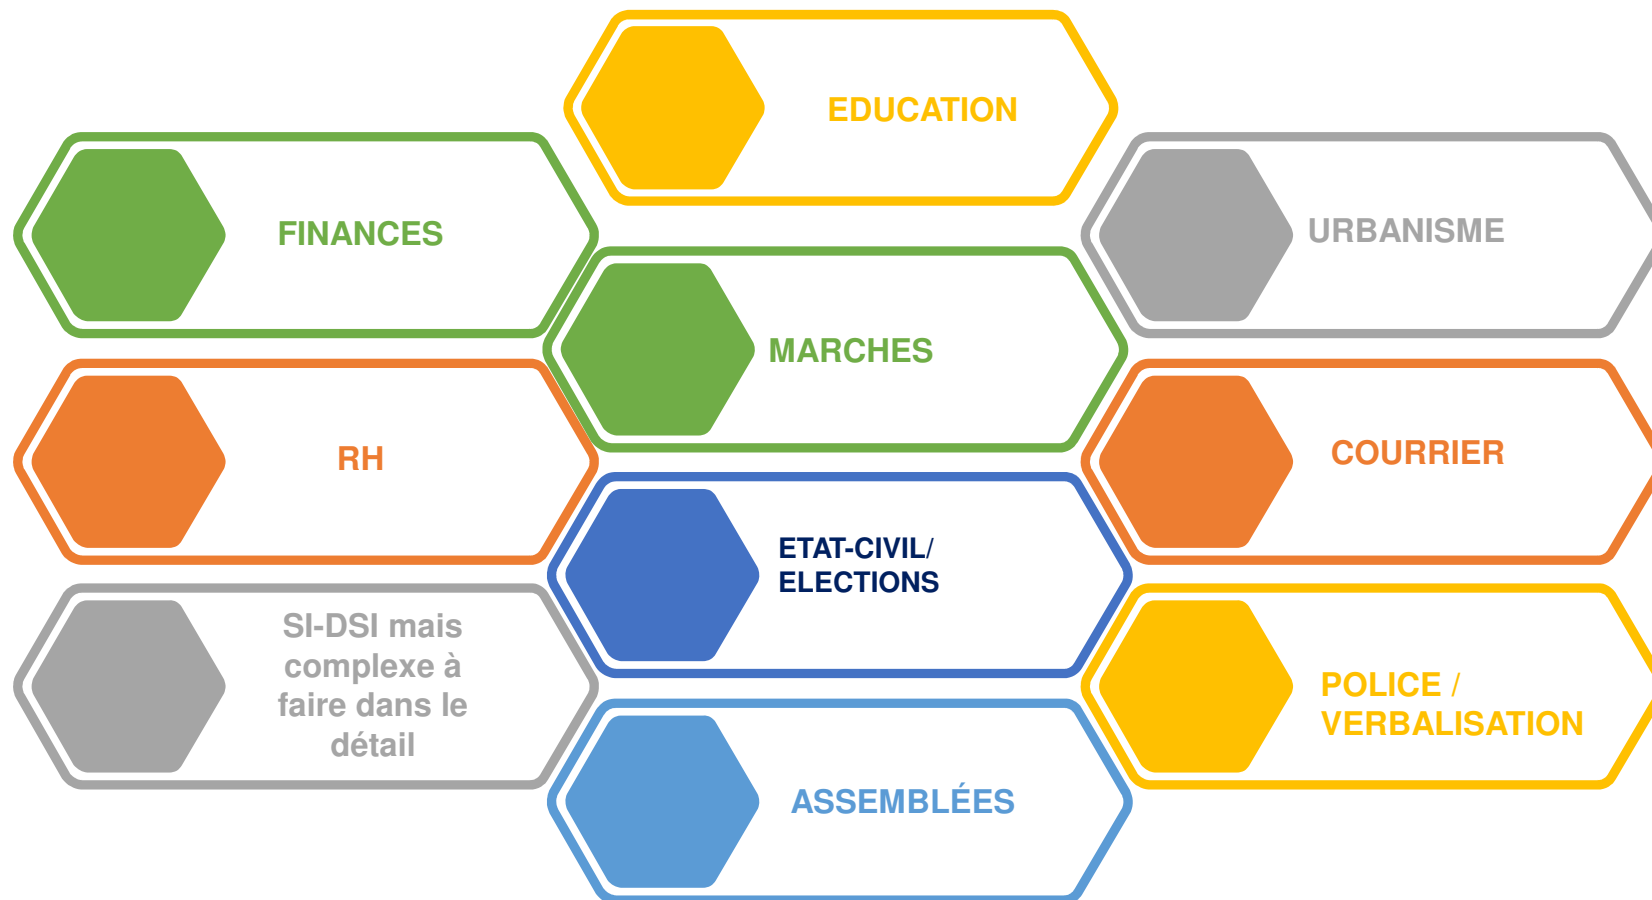 EDUCATION
FINANCES
URBANISME
MARCHES
RH
COURRIER
ETAT-CIVIL/
ELECTIONS
SI-DSI mais
complexe à
faire dans le
détail
POLICE /
VERBALISATION
ASSEMBLÉES